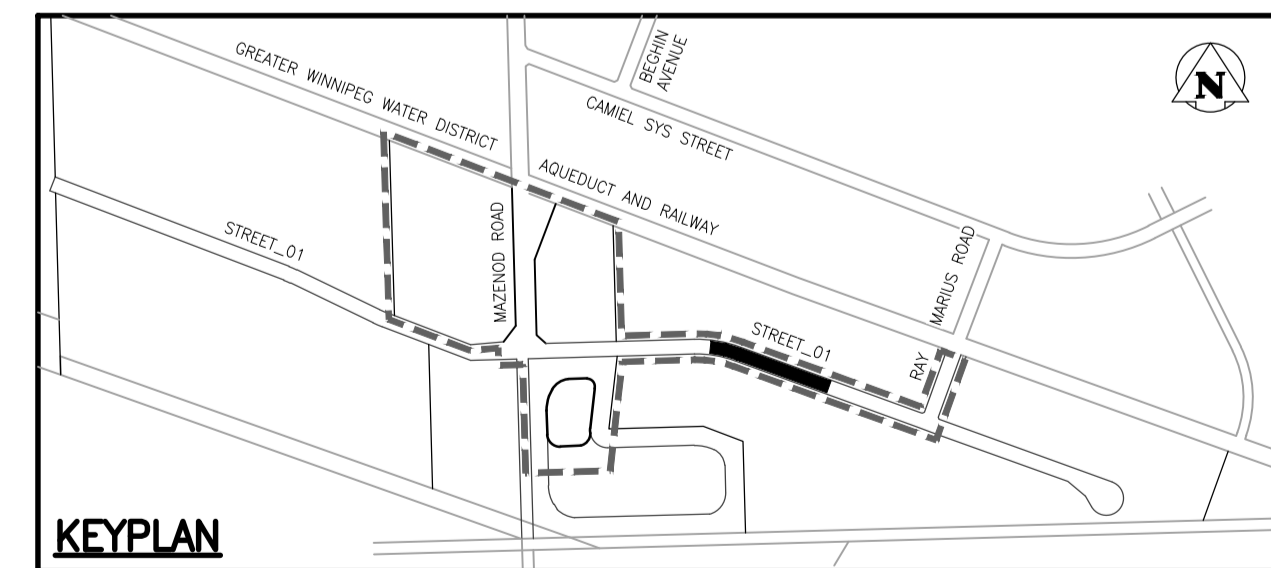 GREATER WINNIPEG WATER DISTRICT
BEGHIN
AVENUE
CAMIEL SYS STREET
N
AQUEDUCT AND RAILWAY
STREET_01
MAZENOD ROAD
RAY MARIUS ROAD
STREET_01
KEYPLAN